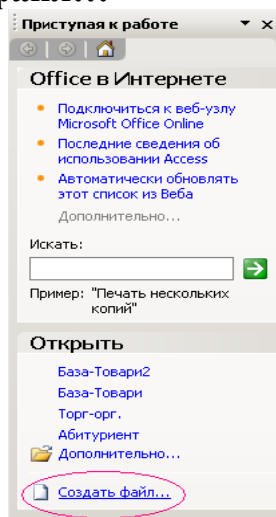 Приступая к работе
Office в Интернете
Подключиться к веб-узлу
Microsoft Office Online
Последние сведения об
использовании Access
Автоматически обновлять
этот список из Веба
Дополнительно...
Искать:
Пример: "Печать нескольких
копий"
Открыть
База-Товари2
База-Товари
Торг-орг.
Абитуриент
Дополнительно...
Создать файл...